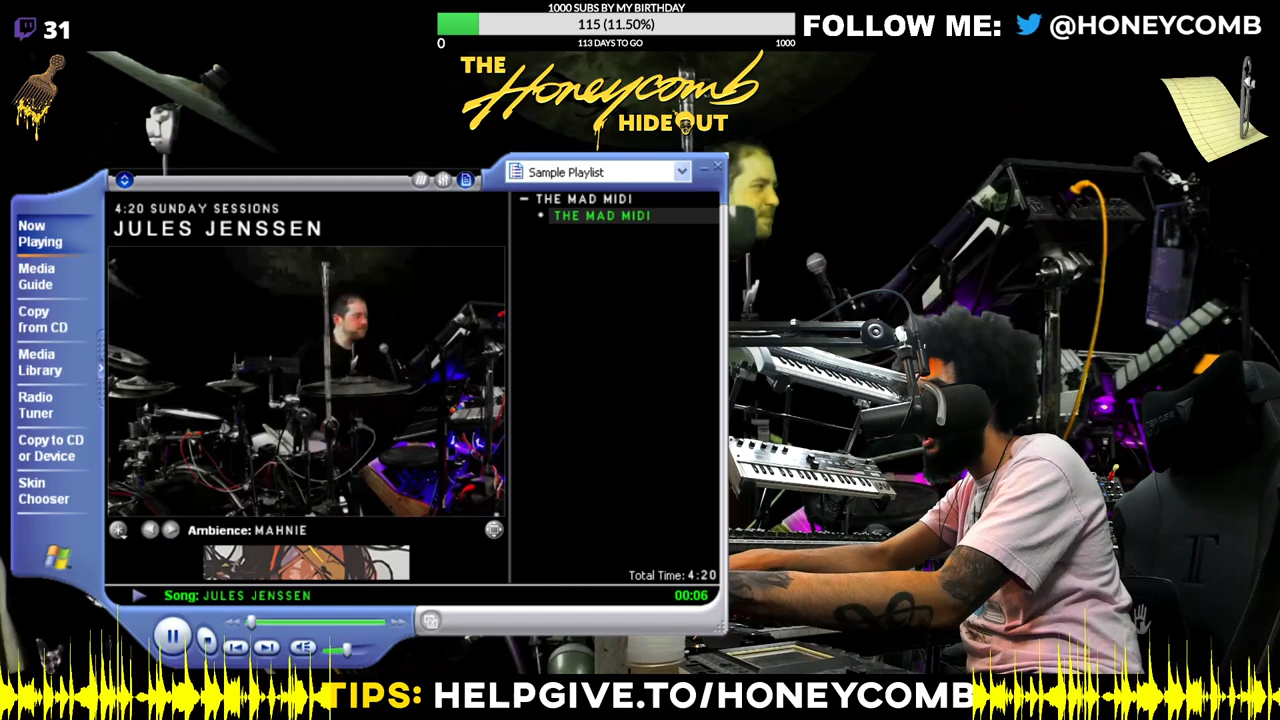 31
1000 SUBS BY MY BIRTHDAY
115 (11.50%)
0
113 DAYS TO GO
1000
FOLLOW ME: @HONEYCOMB
THE
Honeycomb
HIDEOUT
Sample Playlist
4:20 SUNDAY SESSIONS
JULES JENSSEN
THE MAD MIDI
THE MAD MIDI
Now
Playing
Media
Guide
Copy
from CD
Media
Library
Radio
Tuner
Copy to CD
or Device
Skin
Chooser
Ambience: MAHNIE
Total Time: 4:20
Song: JULES JENSSEN
00:06
TIPS: HELPGIVE.TO/HONEYCOMB